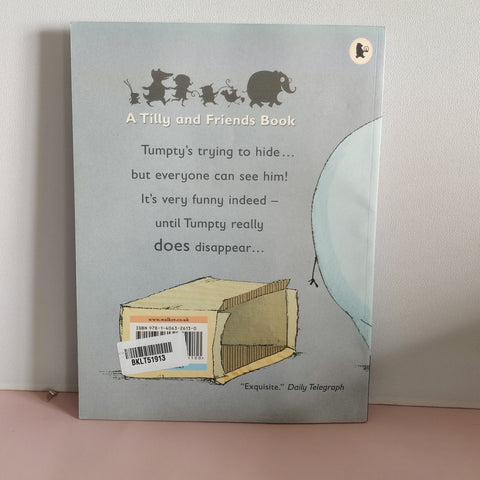 A Tilly and Friends Book
Tumpty's trying to hide...
but everyone can see him!
It's very funny indeed –
until Tumpty really
does disappear...
www.walker.co.uk
ISBN 978-1-4063-2613-0
BKLT51913
"Exquisite." Daily Telegraph